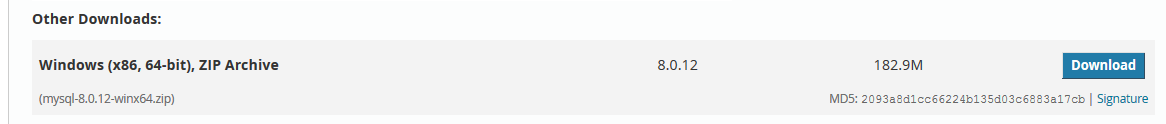 Other Downloads:
Windows (x86, 64-bit), ZIP Archive 8.0.12 182.9M Download
(mysql-8.0.12-winx64.zip) MD5: 2093a8d1cc66224b135d03c6883a17cb | Signature